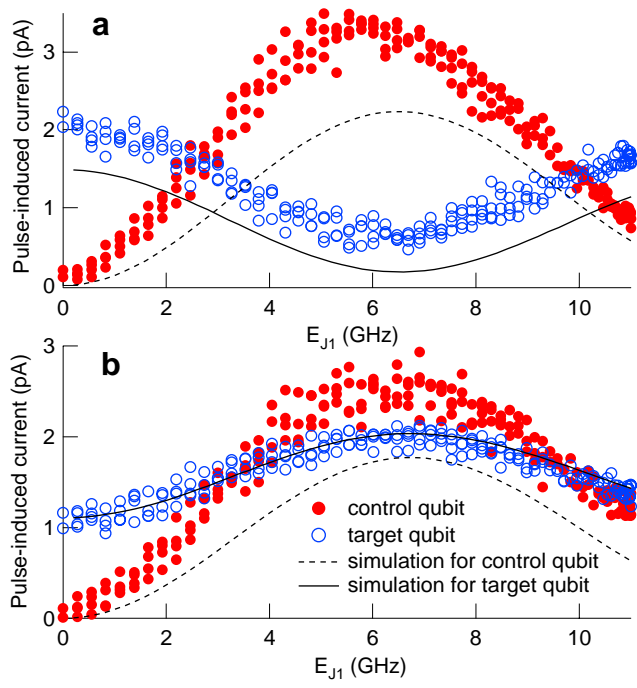 a
Pulse-induced current (pA)
3
2
1
0
0 2 4 6 8 10
E_J1 (GHz)
b
Pulse-induced current (pA)
3
2
1
0
control qubit
target qubit
simulation for control qubit
simulation for target qubit
0 2 4 6 8 10
E_J1 (GHz)